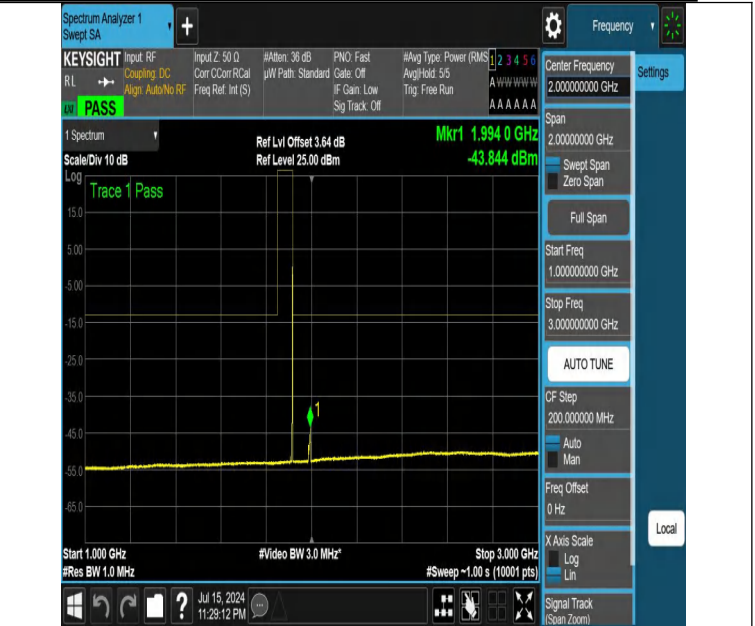 Spectrum Analyzer 1
Swept SA
Frequency
KEYSIGHT
RL
PASS
Input: RF
Coupling: DC
Align: Auto/No RF
Input Z: 50 Ω
Corr CCorr RCal
Freq Ref: Int (S)
#Atten: 36 dB
µW Path: Standard
PNO: Fast
Gate: Off
IF Gain: Low
Sig Track: Off
#Avg Type: Power (RMS
Avg|Hold: 5/5
Trig: Free Run
1 2 3 4 5 6
A W W W W W
A A A A A A
1 Spectrum
Scale/Div 10 dB
Ref Lvl Offset 3.64 dB
Ref Level 25.00 dBm
Mkr1 1.994 0 GHz
-43.844 dBm
Log
Trace 1 Pass
15.0
5.00
-5.00
-15.0
-25.0
-35.0
-45.0
-55.0
-65.0
1
Start 1.000 GHz
#Res BW 1.0 MHz
#Video BW 3.0 MHz*
Stop 3.000 GHz
#Sweep ~1.00 s (10001 pts)
Jul 15, 2024
11:29:12 PM
Center Frequency
2.000000000 GHz
Settings
Span
2.00000000 GHz
Swept Span
Zero Span
Full Span
Start Freq
1.000000000 GHz
Stop Freq
3.000000000 GHz
AUTO TUNE
CF Step
200.000000 MHz
Auto
Man
Freq Offset
0 Hz
X Axis Scale
Log
Lin
Local
Signal Track
(Span Zoom)